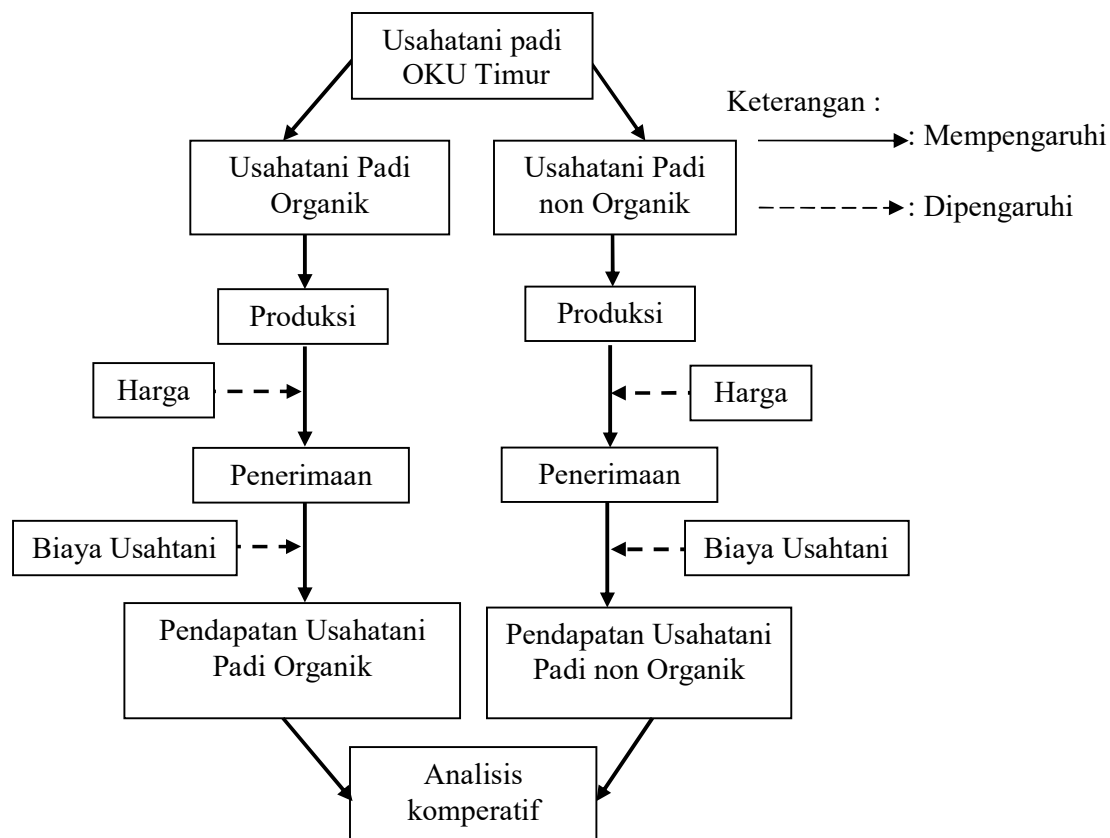 Usahatani padi
OKU Timur
Keterangan :
: Mempengaruhi
: Dipengaruhi
Usahatani Padi
Organik
Usahatani Padi
non Organik
Produksi
Produksi
Harga
Harga
Penerimaan
Penerimaan
Biaya Usahtani
Biaya Usahtani
Pendapatan Usahatani
Padi Organik
Pendapatan Usahatani
Padi non Organik
Analisis
komperatif